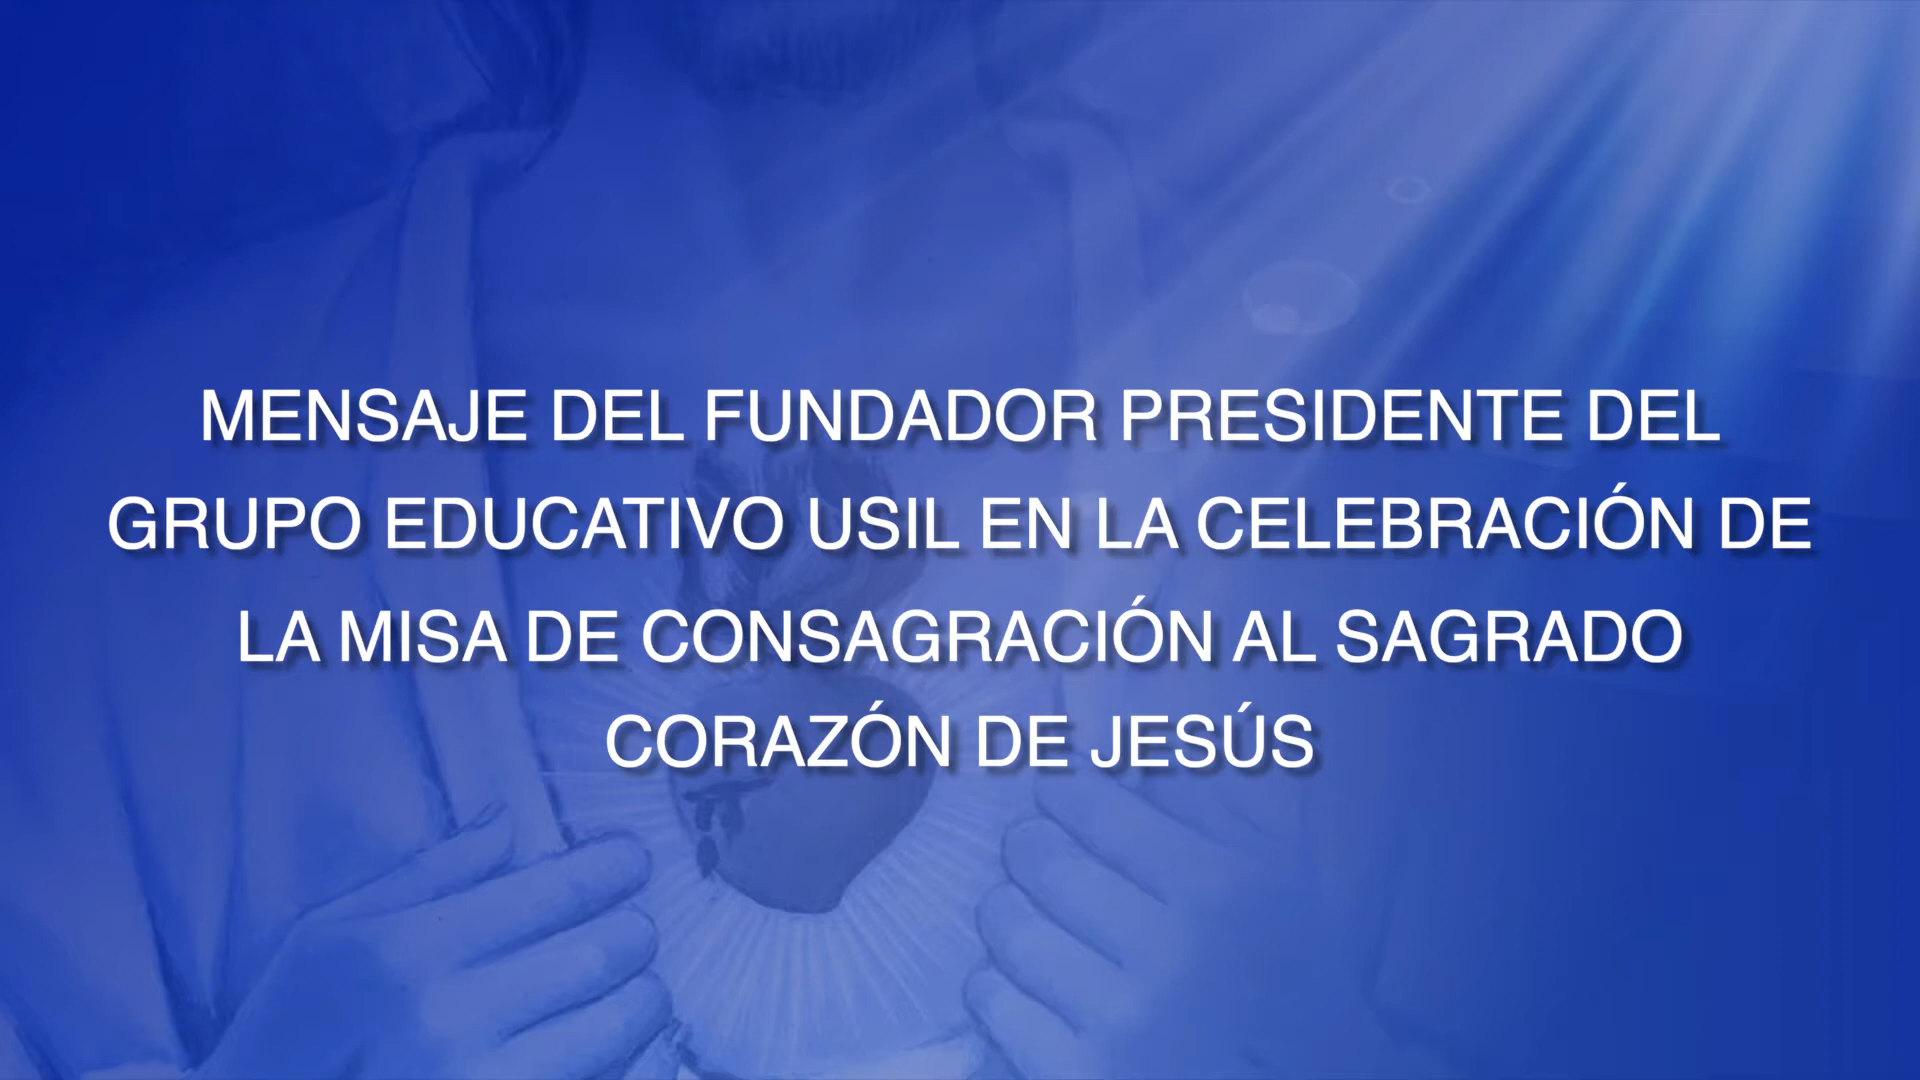 MENSAJE DEL FUNDADOR PRESIDENTE DEL
GRUPO EDUCATIVO USIL EN LA CELEBRACIÓN DE
LA MISA DE CONSAGRACIÓN AL SAGRADO
CORAZÓN DE JESÚS